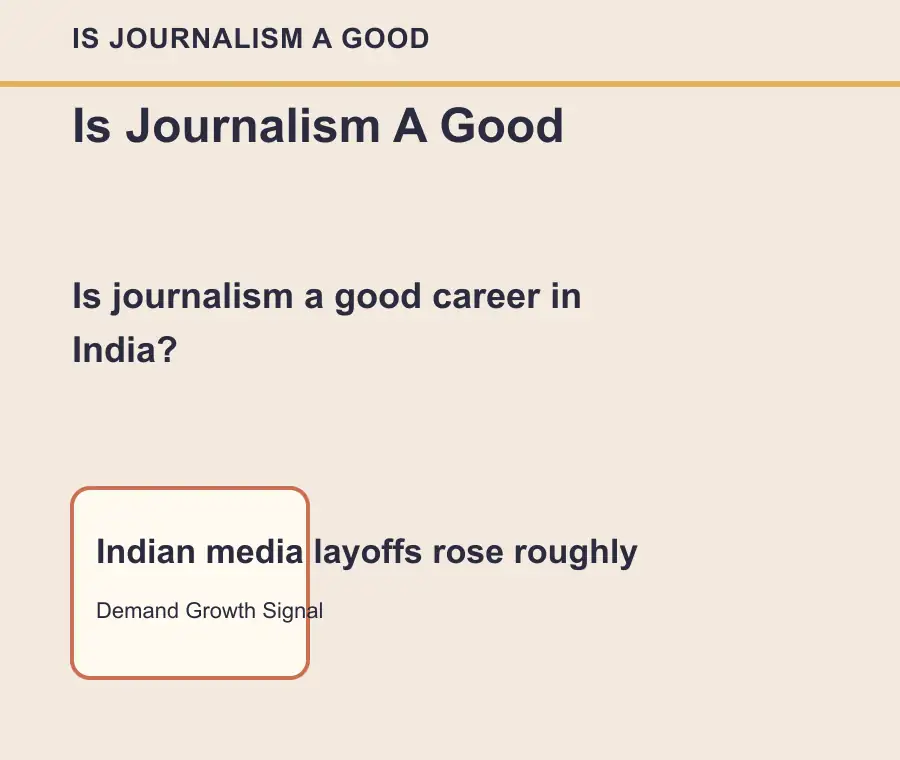 IS JOURNALISM A GOOD
Is Journalism A Good
Is journalism a good career in
India?
Indian media layoffs rose roughly
Demand Growth Signal